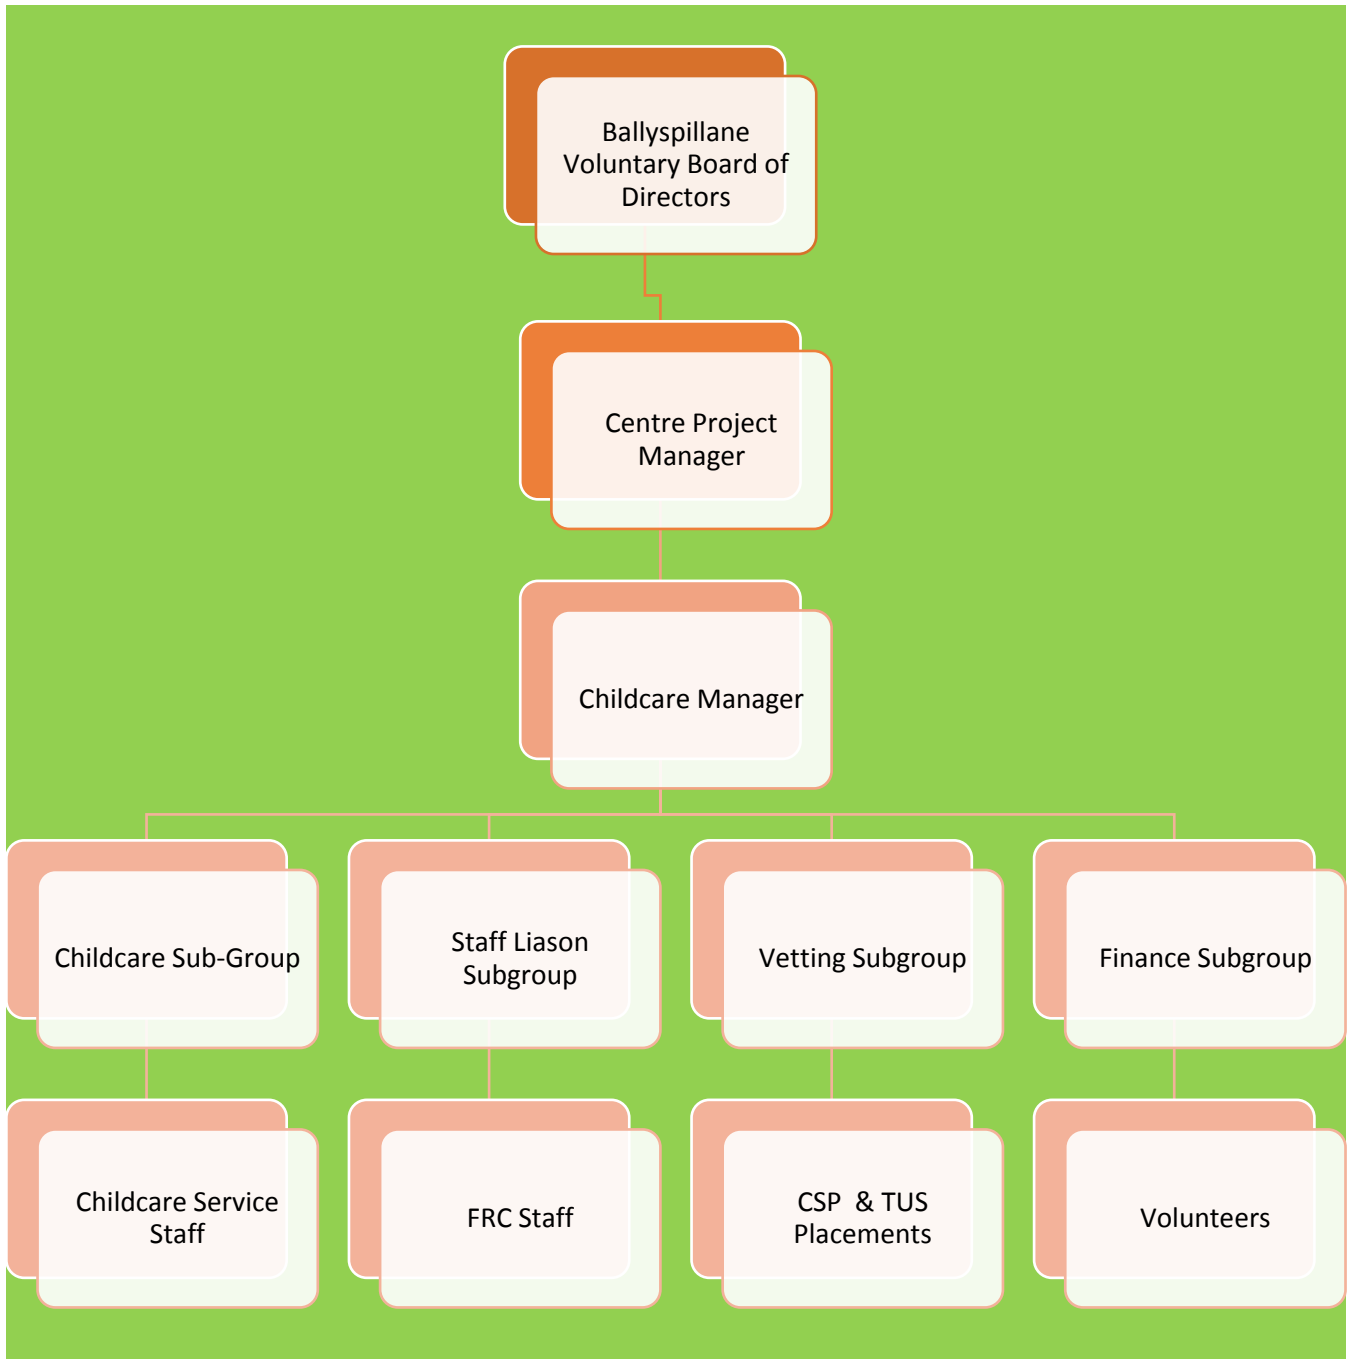 Ballyspillane
Voluntary Board of
Directors
Centre Project
Manager
Childcare Manager
Childcare Sub-Group
Staff Liason
Subgroup
Vetting Subgroup
Finance Subgroup
Childcare Service
Staff
FRC Staff
CSP  & TUS
Placements
Volunteers